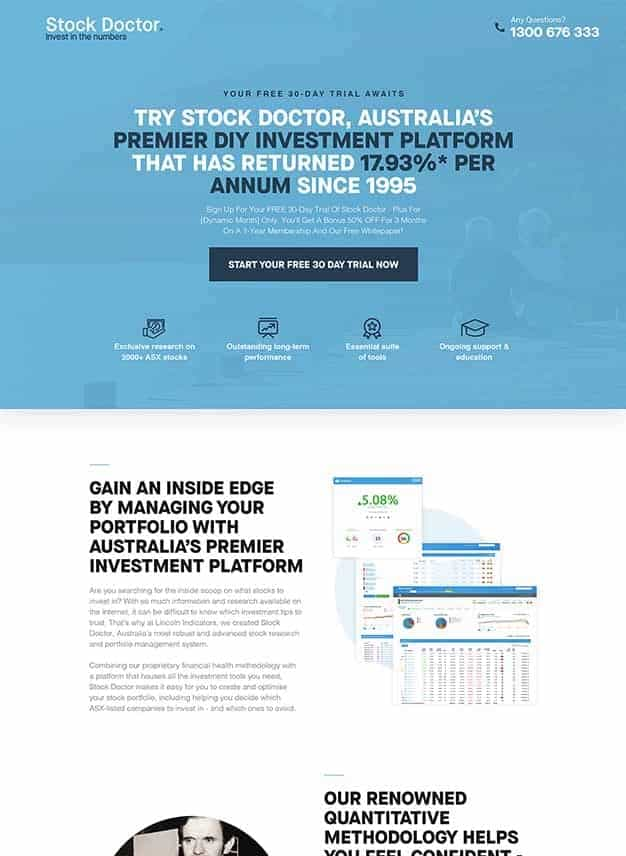 Stock Doctor.
Invest in the numbers
Any Questions?
1300 676 333
YOUR FREE 30-DAY TRIAL AWAITS
TRY STOCK DOCTOR, AUSTRALIA'S
PREMIER DIY INVESTMENT PLATFORM
THAT HAS RETURNED 17.93%* PER
ANNUM SINCE 1995
Sign Up For Your FREE 30-Day Trial Of Stock Doctor - Plus For
[Dynamic Month] Only, You'll Get A Bonus 50% OFF For 3 Months
On A 1-Year Membership And Our Free Whitepaper!
START YOUR FREE 30 DAY TRIAL NOW
Exclusive research on
2000+ ASX stocks
Outstanding long-term
performance
Essential suite
of tools
Ongoing support &
education
GAIN AN INSIDE EDGE
BY MANAGING YOUR
PORTFOLIO WITH
AUSTRALIA'S PREMIER
INVESTMENT PLATFORM
5.08%
Are you searching for the inside scoop on what stocks to
invest in? With so much information and research available on
the internet, it can be difficult to know which investment tips to
trust. That's why at Lincoln Indicators, we created Stock
Doctor, Australia's most robust and advanced stock research
and portfolio management system.
Combining our proprietary financial health methodology with
a platform that houses all the investment tools you need,
Stock Doctor makes it easy for you to create and optimise
your stock portfolio, including helping you decide which
ASX-listed companies to invest in - and which ones to avoid.
OUR RENOWNED
QUANTITATIVE
METHODOLOGY HELPS
YOU FEEL CONFIDENT -